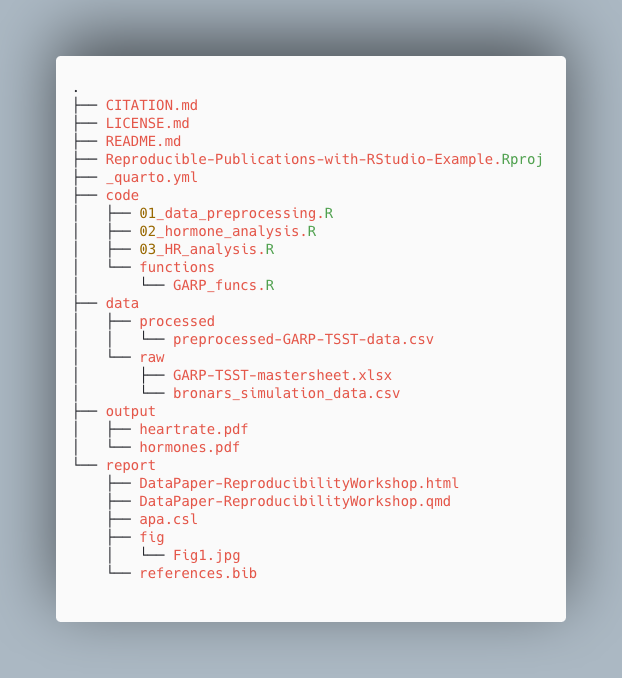 .
├── CITATION.md
├── LICENSE.md
├── README.md
├── Reproducible-Publications-with-RStudio-Example.Rproj
├── _quarto.yml
├── code
│   ├── 01_data_preprocessing.R
│   ├── 02_hormone_analysis.R
│   ├── 03_HR_analysis.R
│   └── functions
│       └── GARP_funcs.R
├── data
│   ├── processed
│   │   └── preprocessed-GARP-TSST-data.csv
│   └── raw
│       ├── GARP-TSST-mastersheet.xlsx
│       └── bronars_simulation_data.csv
├── output
│   ├── heartrate.pdf
│   └── hormones.pdf
└── report
    ├── DataPaper-ReproducibilityWorkshop.html
    ├── DataPaper-ReproducibilityWorkshop.qmd
    ├── apa.csl
    ├── fig
    │   └── Fig1.jpg
    └── references.bib